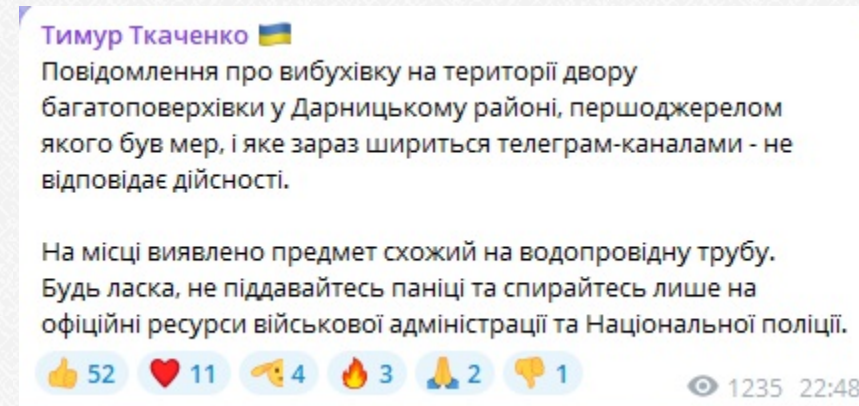 Тимур Ткаченко 🇺🇦
Повідомлення про вибухівку на території двору
багатоповерхівки у Дарницькому районі, першоджерелом
якого був мер, і яке зараз шириться телеграм-каналами - не
відповідає дійсності.
На місці виявлено предмет схожий на водопровідну трубу.
Будь ласка, не піддавайтесь паніці та спирайтесь лише на
офіційні ресурси військової адміністрації та Національної поліції.
👍 52 ❤️ 11 🫡 4 🔥 3 🙏 2 👎 1 1235 22:48